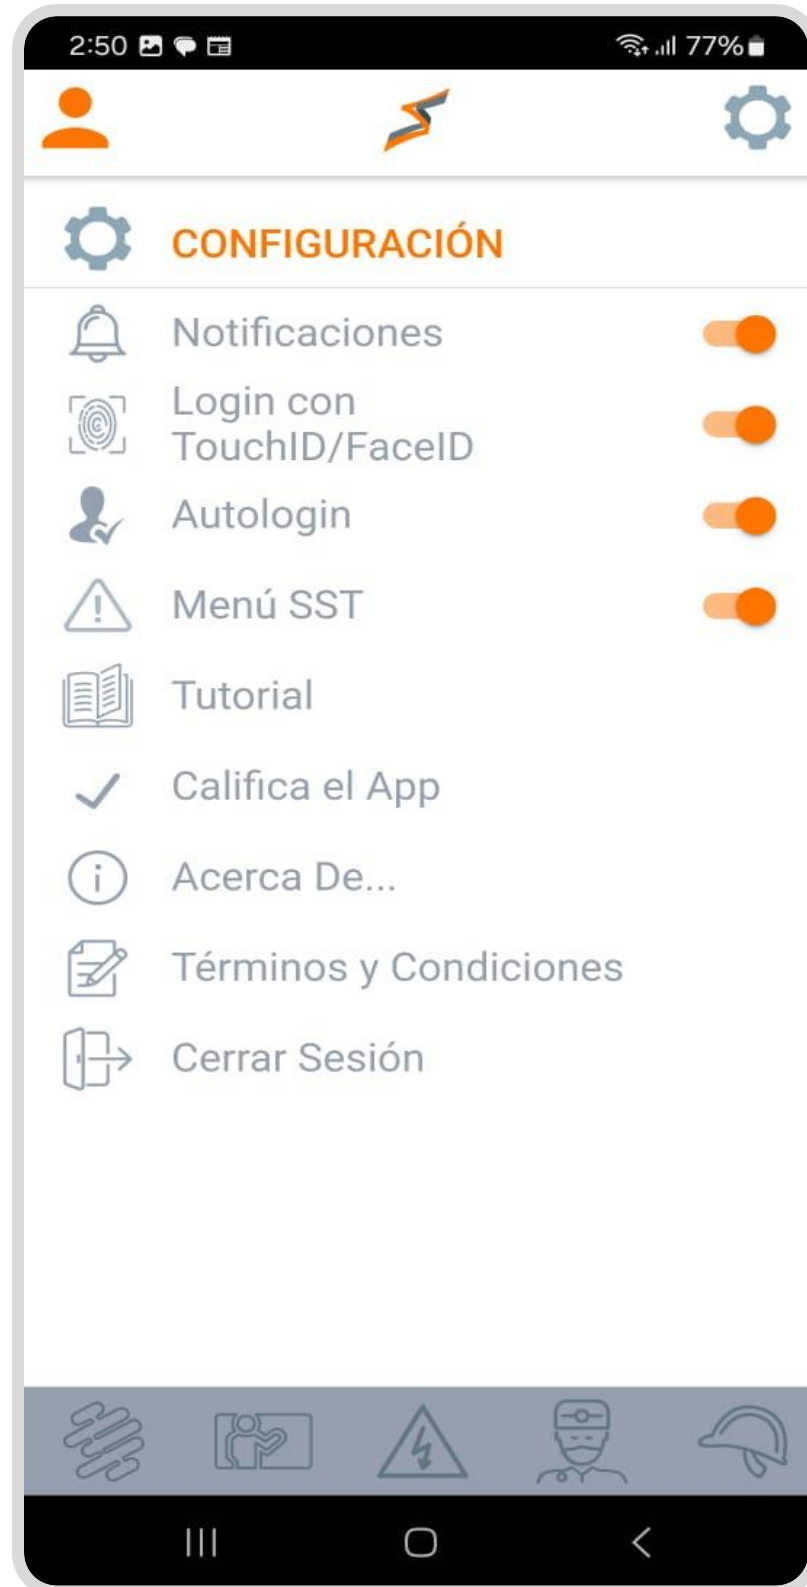 2:50
77%
CONFIGURACIÓN
Notificaciones
Login con
TouchID/FaceID
Autologin
Menú SST
Tutorial
Califica el App
Acerca De...
Términos y Condiciones
Cerrar Sesión